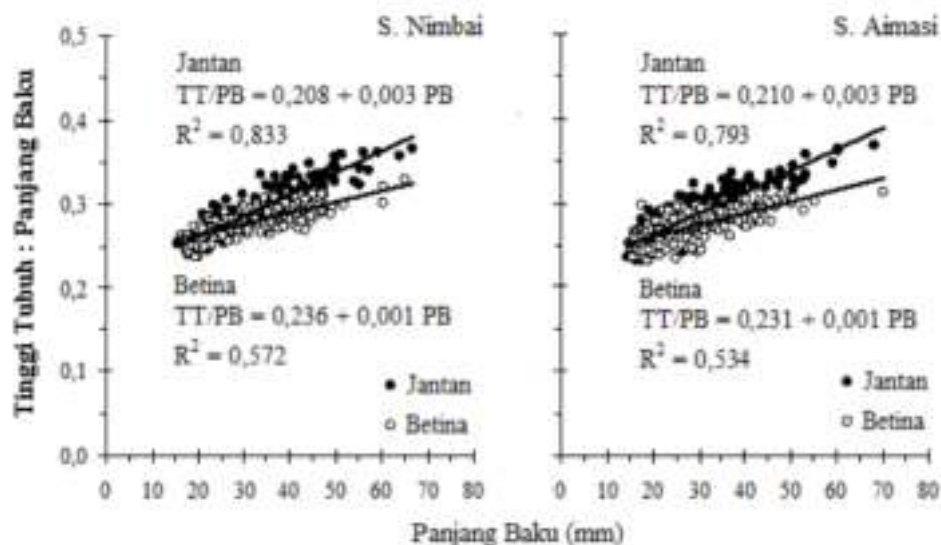 S. Nimbai
S. Aimasi
Tinggi Tubuh : Panjang Baku
0,5
0,4
0,3
0,2
0,1
0,0
Jantan
TT/PB = 0,208 + 0,003 PB
R² = 0,833
Betina
TT/PB = 0,236 + 0,001 PB
R² = 0,572
Jantan
Betina
0 10 20 30 40 50 60 70 80
Jantan
TT/PB = 0,210 + 0,003 PB
R² = 0,793
Betina
TT/PB = 0,231 + 0,001 PB
R² = 0,534
Jantan
Betina
0 10 20 30 40 50 60 70 80
Panjang Baku (mm)